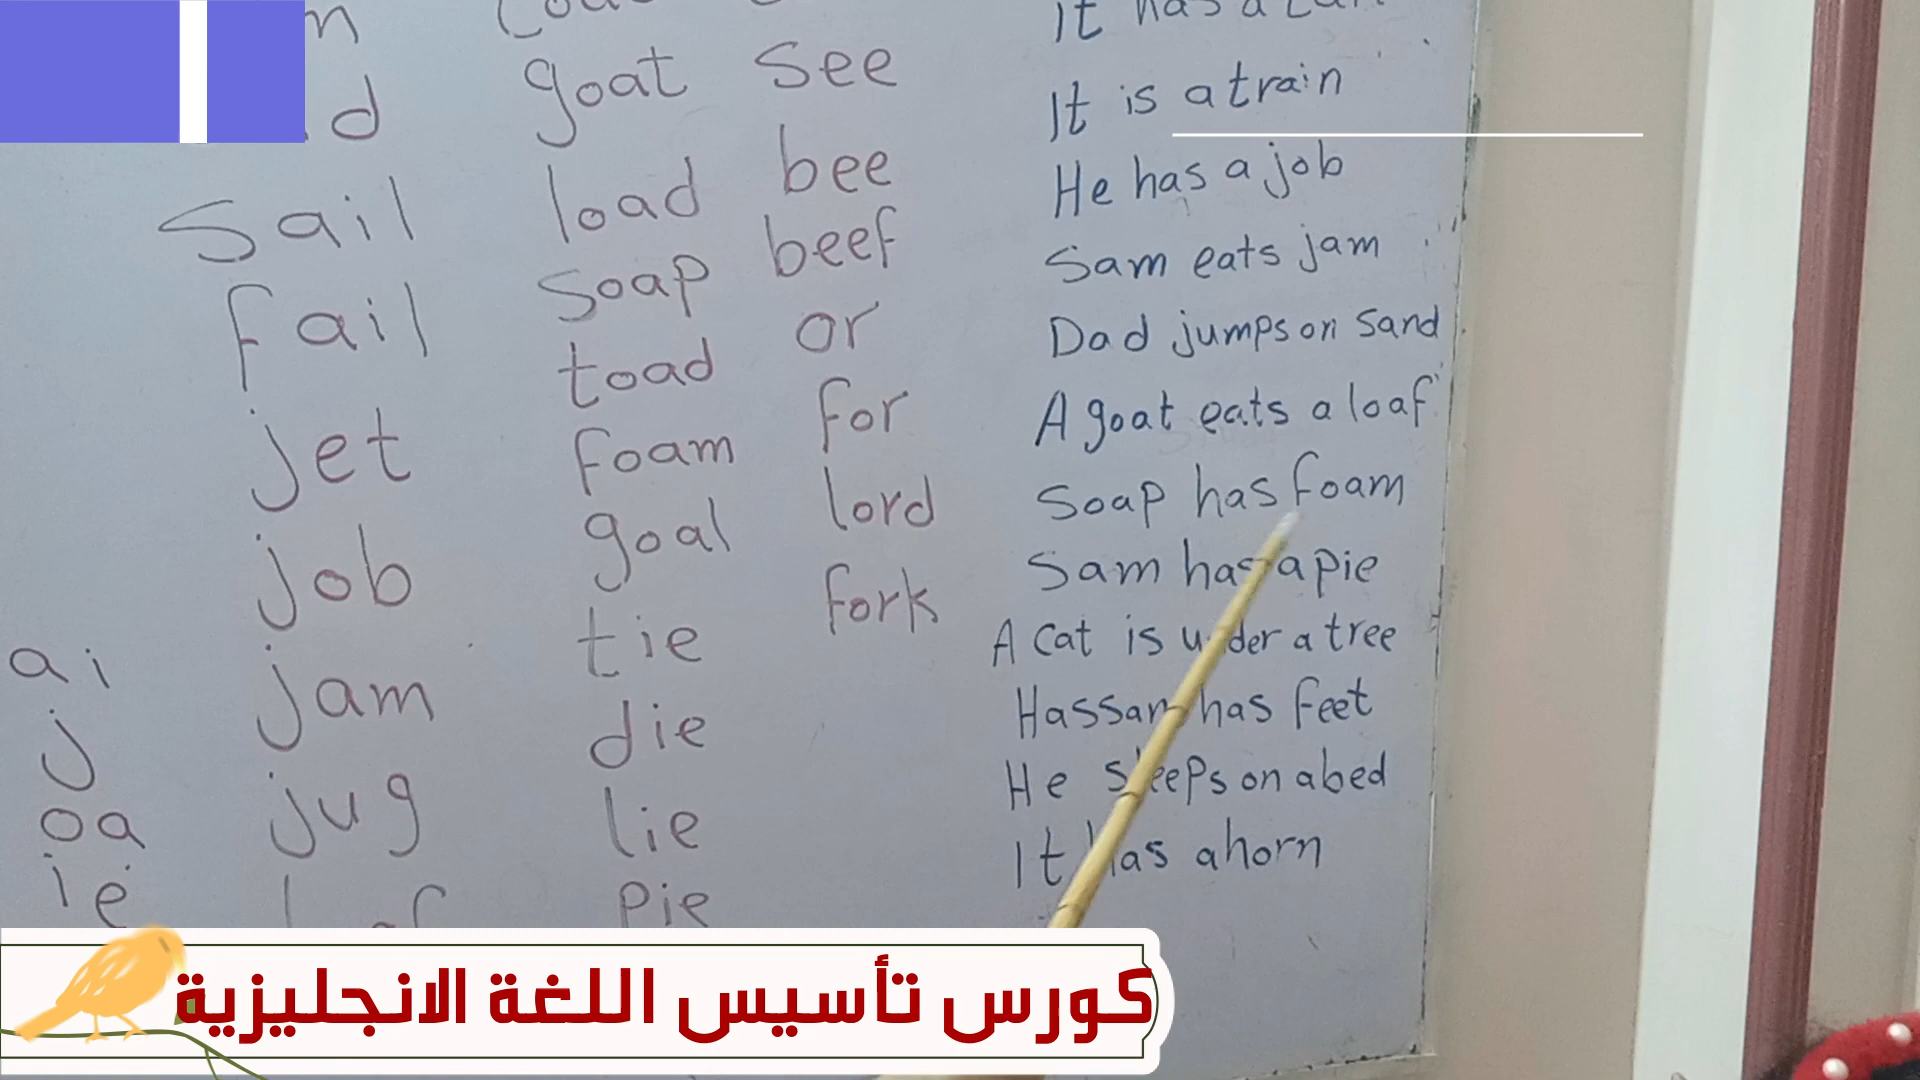 ai
j
oa
ie
sail
fail
jet
job
jam
jug
goat
load
soap
toad
foam
goal
tie
die
lie
pie
see
bee
beef
or
for
lord
fork
It has a
It is a train
He has a job
Sam eats jam
Dad jumps on sand
A goat eats a loaf
Soap has foam
Sam has a pie
A cat is under a tree
Hassan has feet
He sleeps on a bed
It has a horn
كورس تأسيس اللغة الانجليزية